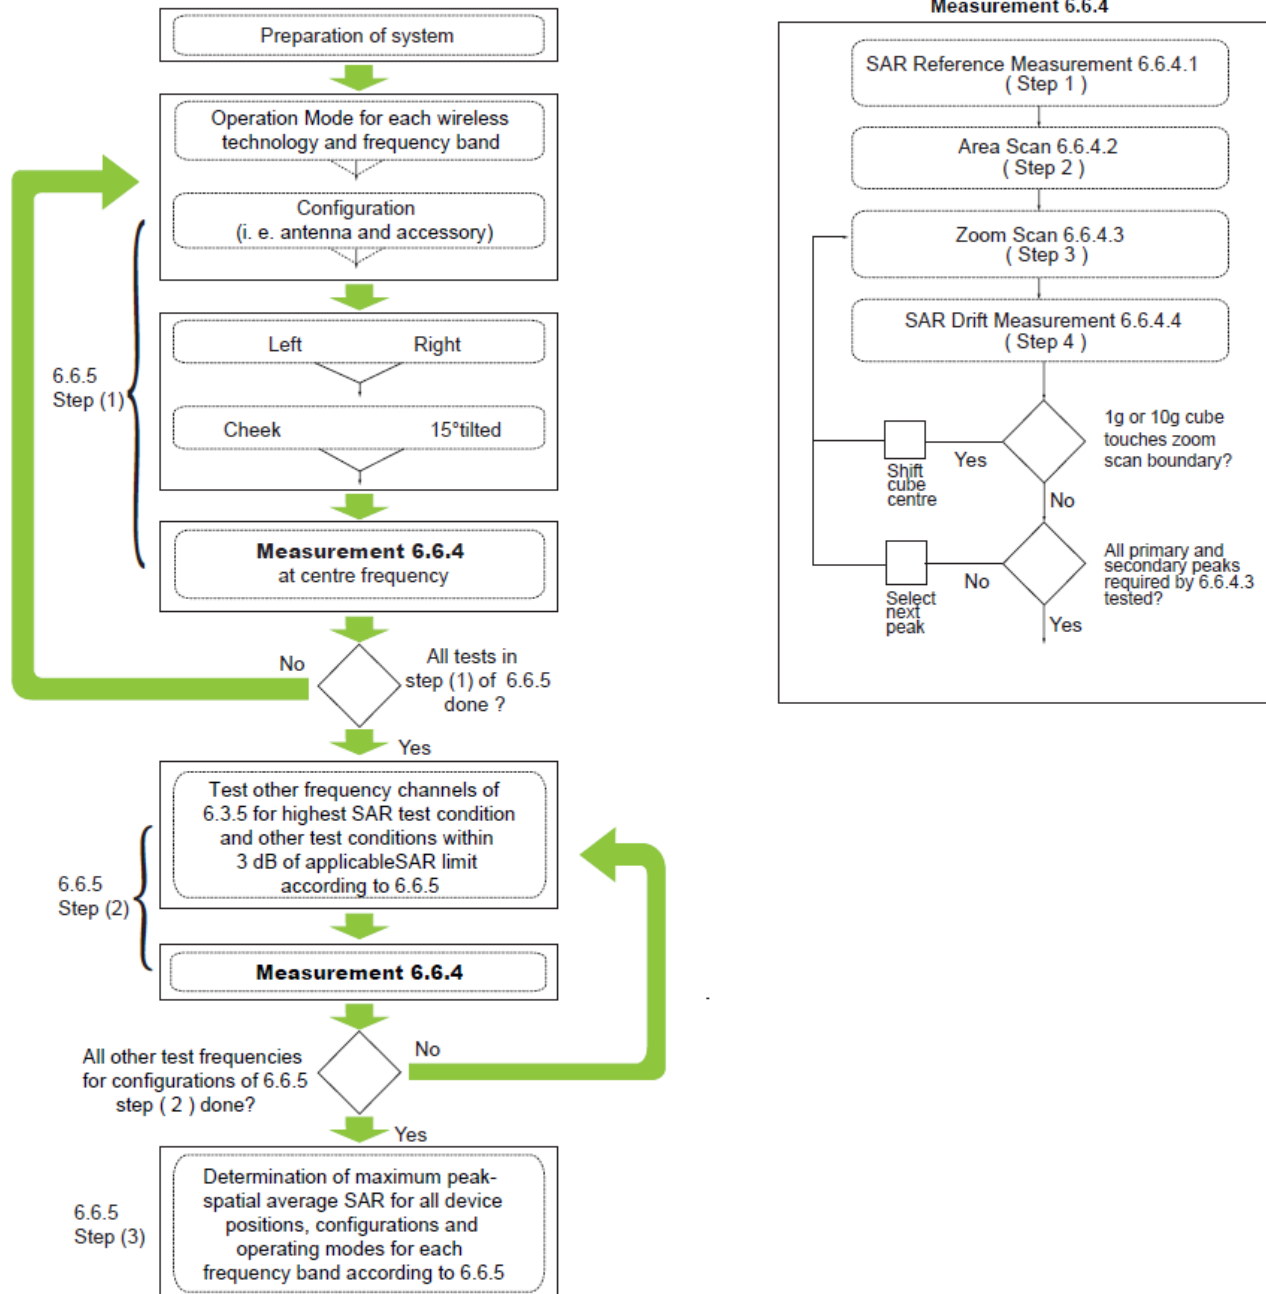 Preparation of system
Operation Mode for each wireless
technology and frequency band
Configuration
(i. e. antenna and accessory)
6.6.5
Step (1)
Left Right
Cheek 15°tilted
Measurement 6.6.4
at centre frequency
No
All tests in
step (1) of 6.6.5
done ?
Yes
Test other frequency channels of
6.3.5 for highest SAR test condition
and other test conditions within
3 dB of applicableSAR limit
according to 6.6.5
6.6.5
Step (2)
Measurement 6.6.4
All other test frequencies
for configurations of 6.6.5
step ( 2 ) done?
No
Yes
6.6.5
Step (3)
Determination of maximum peak-
spatial average SAR for all device
positions, configurations and
operating modes for each
frequency band according to 6.6.5
Measurement 6.6.4
SAR Reference Measurement 6.6.4.1
( Step 1 )
Area Scan 6.6.4.2
( Step 2 )
Zoom Scan 6.6.4.3
( Step 3 )
SAR Drift Measurement 6.6.4.4
( Step 4 )
1g or 10g cube
touches zoom
scan boundary?
Yes
Shift
cube
centre
No
All primary and
secondary peaks
required by 6.6.4.3
tested?
No
Select
next
peak
Yes